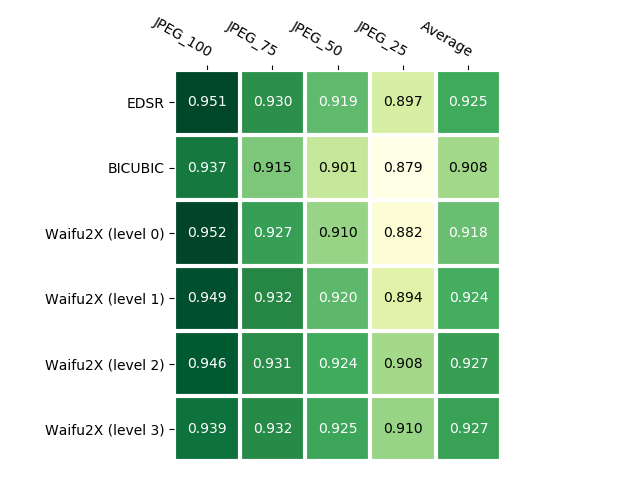 JPEG_100 JPEG_75 JPEG_50 JPEG_25 Average
EDSR 0.951 0.930 0.919 0.897 0.925
BICUBIC 0.937 0.915 0.901 0.879 0.908
Waifu2X (level 0) 0.952 0.927 0.910 0.882 0.918
Waifu2X (level 1) 0.949 0.932 0.920 0.894 0.924
Waifu2X (level 2) 0.946 0.931 0.924 0.908 0.927
Waifu2X (level 3) 0.939 0.932 0.925 0.910 0.927